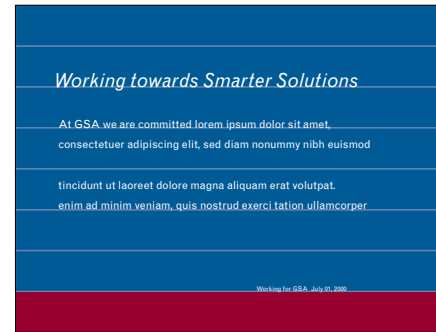 Working towards Smarter Solutions
At GSA we are committed lorem ipsum dolor sit amet,
consectetuer adipiscing elit, sed diam nonummy nibh euismod
tincidunt ut laoreet dolore magna aliquam erat volutpat.
enim ad minim veniam, quis nostrud exerci tation ullamcorper
Working for GSA July 01, 2000